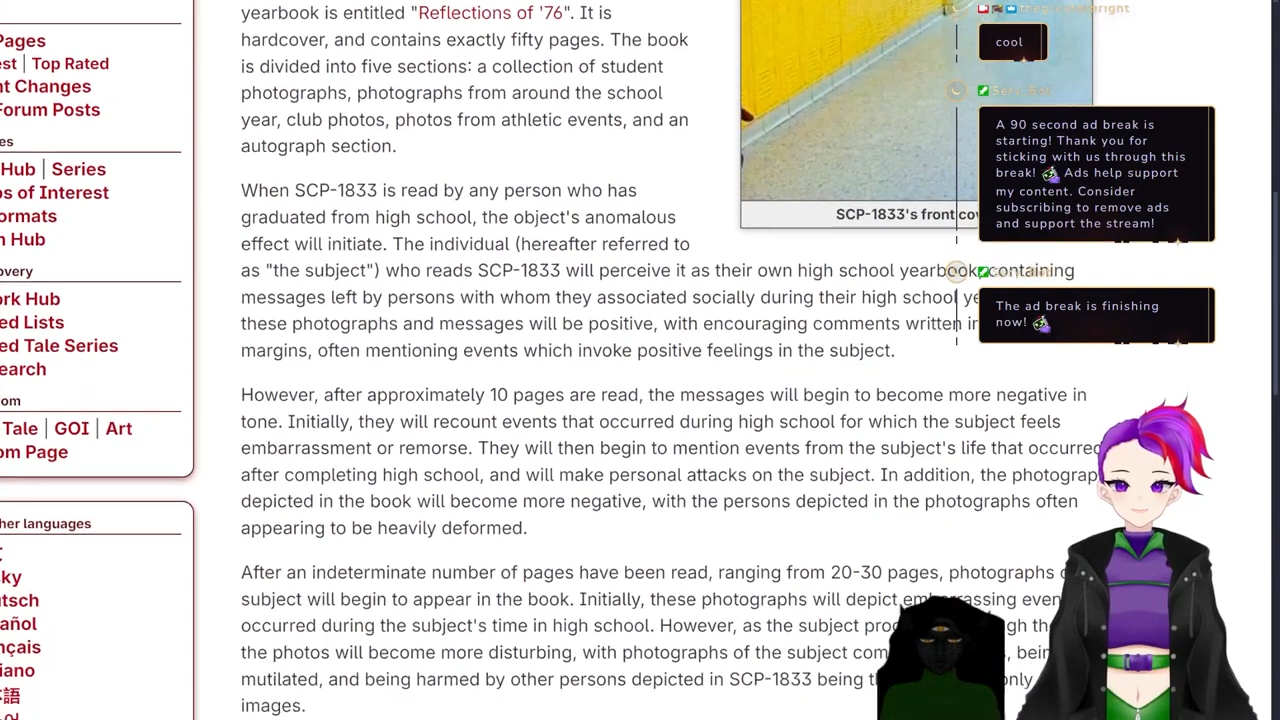 Pages
est | Top Rated
nt Changes
Forum Posts
es
Hub | Series
ps of Interest
ormats
n Hub
overy
ork Hub
ed Lists
ed Tale Series
earch
om
Tale | GOI | Art
om Page
her languages
sky
utsch
añol
nçais
iano
本語
yearbook is entitled "Reflections of '76". It is
hardcover, and contains exactly fifty pages. The book
is divided into five sections: a collection of student
photographs, photographs from around the school
year, club photos, photos from athletic events, and an
autograph section.
When SCP-1833 is read by any person who has
graduated from high school, the object's anomalous
effect will initiate. The individual (hereafter referred to
as "the subject") who reads SCP-1833 will perceive it as their own high school yearbook, containing
messages left by persons with whom they associated socially during their high school ye
these photographs and messages will be positive, with encouraging comments written in
margins, often mentioning events which invoke positive feelings in the subject.
However, after approximately 10 pages are read, the messages will begin to become more negative in
tone. Initially, they will recount events that occurred during high school for which the subject feels
embarrassment or remorse. They will then begin to mention events from the subject's life that occurred
after completing high school, and will make personal attacks on the subject. In addition, the photograp
depicted in the book will become more negative, with the persons depicted in the photographs often
appearing to be heavily deformed.
After an indeterminate number of pages have been read, ranging from 20-30 pages, photographs
subject will begin to appear in the book. Initially, these photographs will depict embarrassing even
occurred during the subject's time in high school. However, as the subject pro gh th
the photos will become more disturbing, with photographs of the subject com , bein
mutilated, and being harmed by other persons depicted in SCP-1833 being th only
images.
SCP-1833's front cov
cool
A 90 second ad break is
starting! Thank you for
sticking with us through this
break! Ads help support
my content. Consider
subscribing to remove ads
and support the stream!
The ad break is finishing
now!